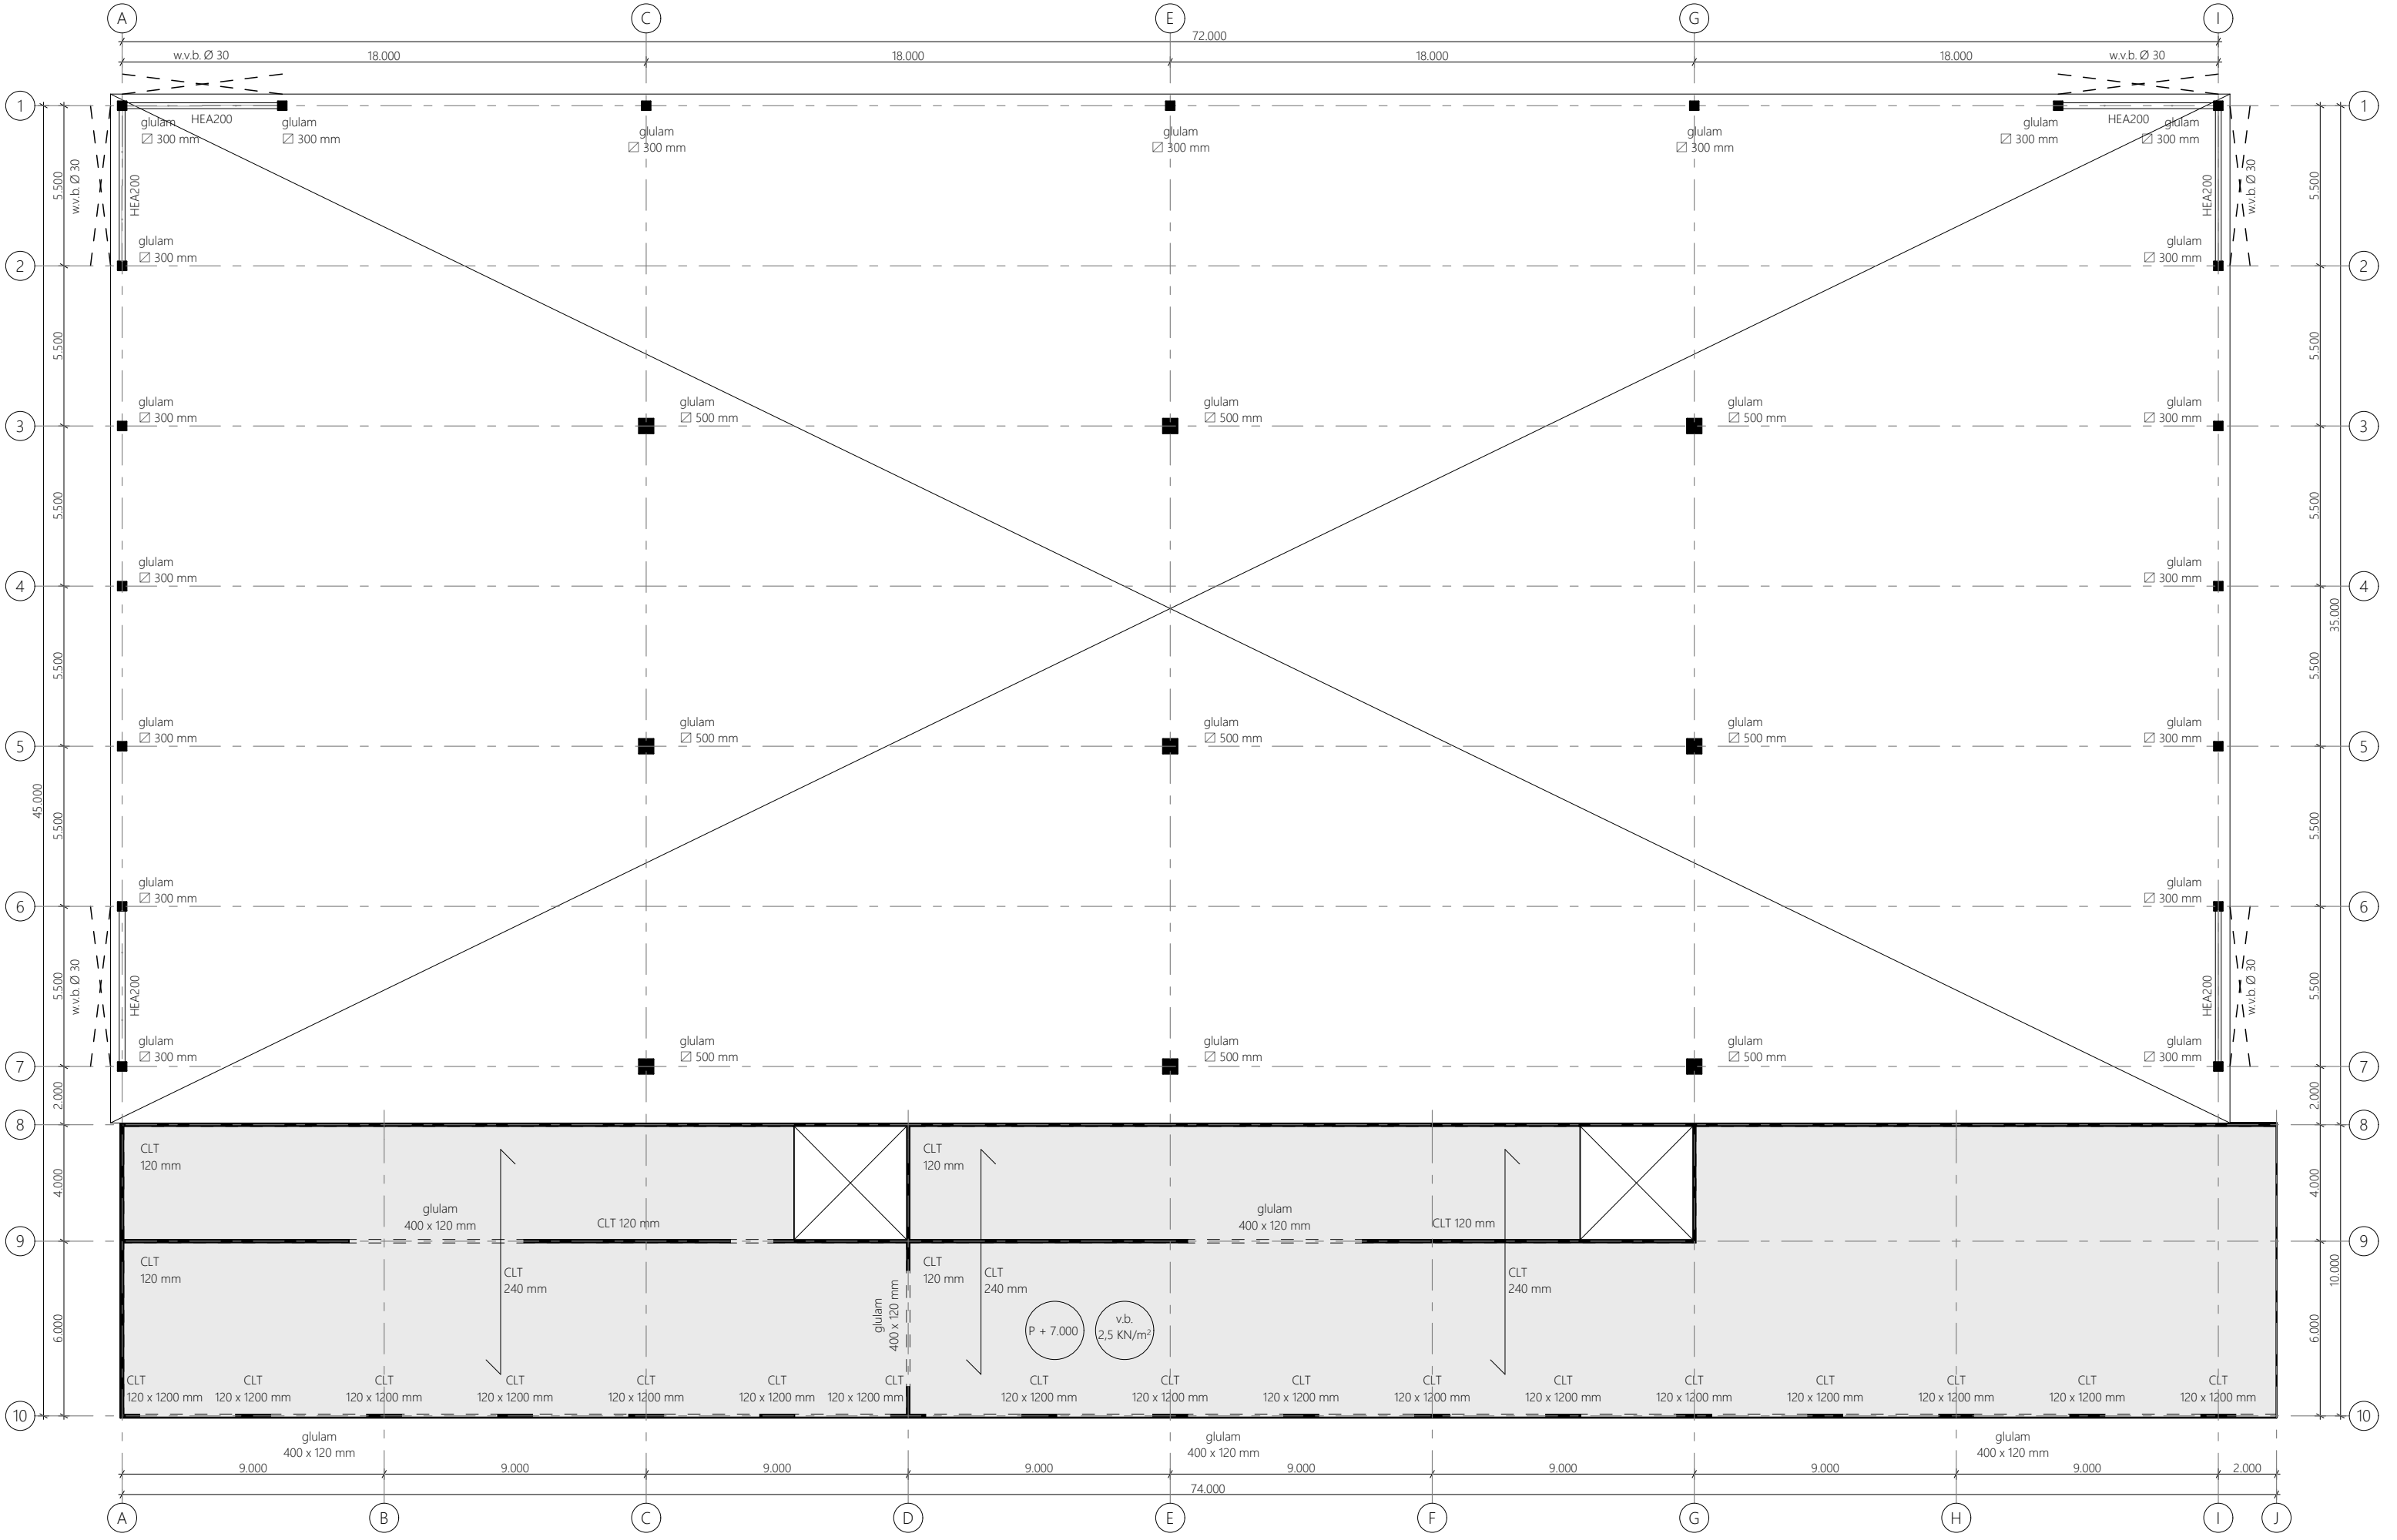 A C E G I
72.000
w.v.b. Ø 30 18.000 18.000 18.000 18.000 w.v.b. Ø 30
1 1
HEA200 HEA200
glulam glulam glulam glulam glulam glulam glulam
300 mm 300 mm 300 mm 300 mm 300 mm 300 mm 300 mm
5.500 w.v.b. Ø 30 HEA200 HEA200 w.v.b. Ø 30 5.500
glulam glulam
300 mm 300 mm
2 2
5.500 5.500
glulam glulam glulam glulam glulam
300 mm 500 mm 500 mm 500 mm 300 mm
3 3
5.500 5.500
glulam glulam
300 mm 300 mm
4 4
35.000
5.500 5.500
glulam glulam glulam glulam glulam
300 mm 500 mm 500 mm 500 mm 300 mm
5 5
45.000
5.500 5.500
glulam glulam
300 mm 300 mm
6 6
5.500 w.v.b. Ø 30 HEA200 HEA200 w.v.b. Ø 30 5.500
glulam glulam glulam glulam glulam
300 mm 500 mm 500 mm 500 mm 300 mm
7 7
2.000 2.000
8 8
CLT CLT
120 mm 120 mm
4.000 4.000
glulam glulam
400 x 120 mm CLT 120 mm 400 x 120 mm CLT 120 mm
9 9
CLT CLT
120 mm 120 mm
CLT CLT CLT
240 mm 240 mm 240 mm
10.000
glulam
400 x 120 mm
P + 7.000
v.b.
2,5 KN/m²
6.000 6.000
CLT CLT CLT CLT CLT CLT CLT CLT CLT CLT CLT CLT CLT CLT CLT CLT CLT
120 x 1200 mm 120 x 1200 mm 120 x 1200 mm 120 x 1200 mm 120 x 1200 mm 120 x 1200 mm 120 x 1200 mm 120 x 1200 mm 120 x 1200 mm 120 x 1200 mm 120 x 1200 mm 120 x 1200 mm 120 x 1200 mm 120 x 1200 mm 120 x 1200 mm 120 x 1200 mm 120 x 1200 mm
10 10
glulam glulam glulam
400 x 120 mm 400 x 120 mm 400 x 120 mm
9.000 9.000 9.000 9.000 9.000 9.000 9.000 9.000 2.000
74.000
A B C D E F G H I J